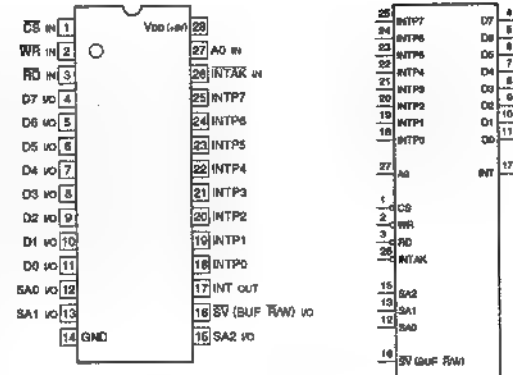 CS IN 1 VDD (+5V) 28
WR IN 2 27 A0 IN
RD IN 3 26 INTAK IN
D7 I/O 4 25 INTP7
D6 I/O 5 24 INTP6
D5 I/O 6 23 INTP5
D4 I/O 7 22 INTP4
D3 I/O 8 21 INTP3
D2 I/O 9 20 INTP2
D1 I/O 10 19 INTP1
D0 I/O 11 18 INTP0
SA0 I/O 12 17 INT OUT
SA1 I/O 13 16 SV (BUF R/W) I/O
14 GND 15 SA2 I/O
25 INTP7 D7 4
24 INTP6 D6 5
23 INTP5 D5 6
22 INTP4 D4 7
21 INTP3 D3 8
20 INTP2 D2 9
19 INTP1 D1 10
18 INTP0 D0 11
27 A0 INT 17
1 CS
2 WR
3 RD
26 INTAK
15 SA2
13 SA1
12 SA0
16 SV (BUF R/W)